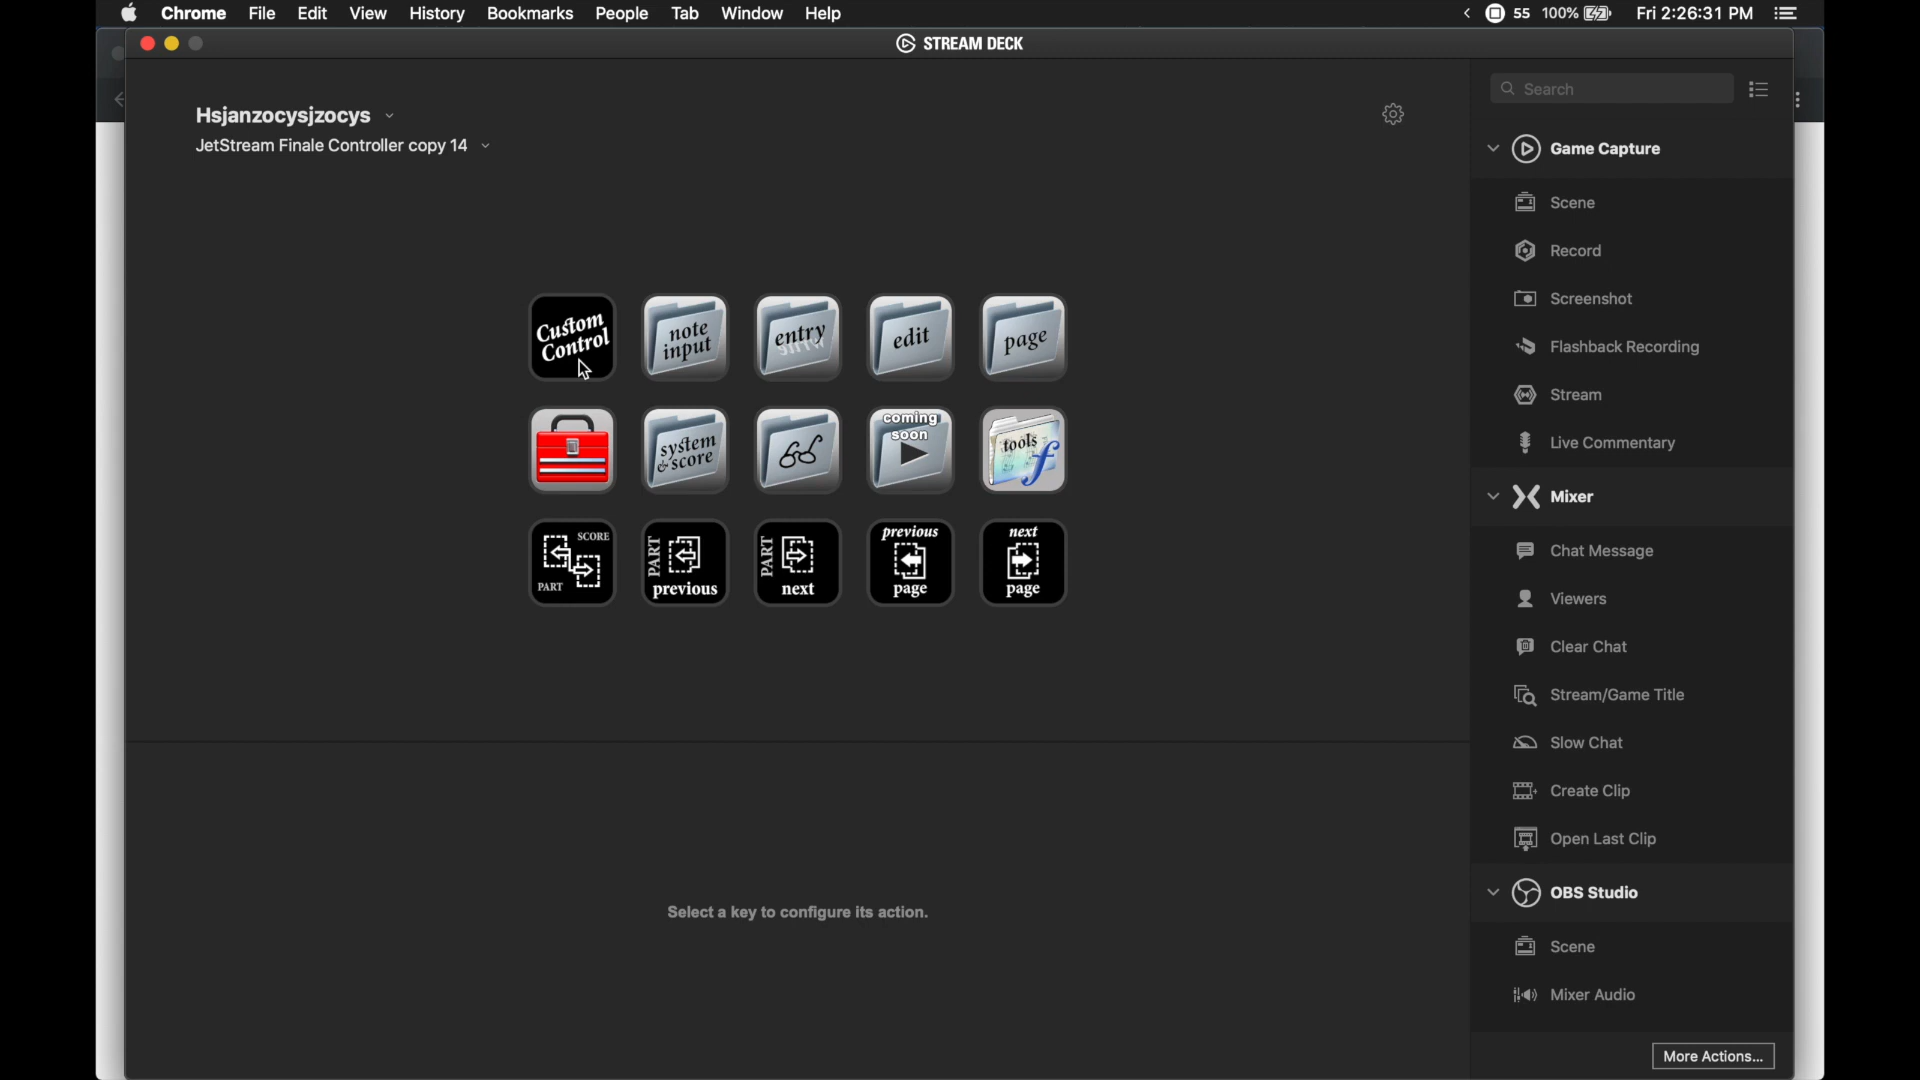 Chrome File Edit View History Bookmarks People Tab Window Help
55 100% Fri 2:26:31 PM
STREAM DECK
Hsjanzocysjzocys
JetStream Finale Controller copy 14
Custom
Control
note
input
entry
edit
page
system
& score
coming
soon
tools
f
SCORE
PART
PART
previous
PART
next
previous
page
next
page
Select a key to configure its action.
Search
Game Capture
Scene
Record
Screenshot
Flashback Recording
Stream
Live Commentary
Mixer
Chat Message
Viewers
Clear Chat
Stream/Game Title
Slow Chat
Create Clip
Open Last Clip
OBS Studio
Scene
Mixer Audio
More Actions...